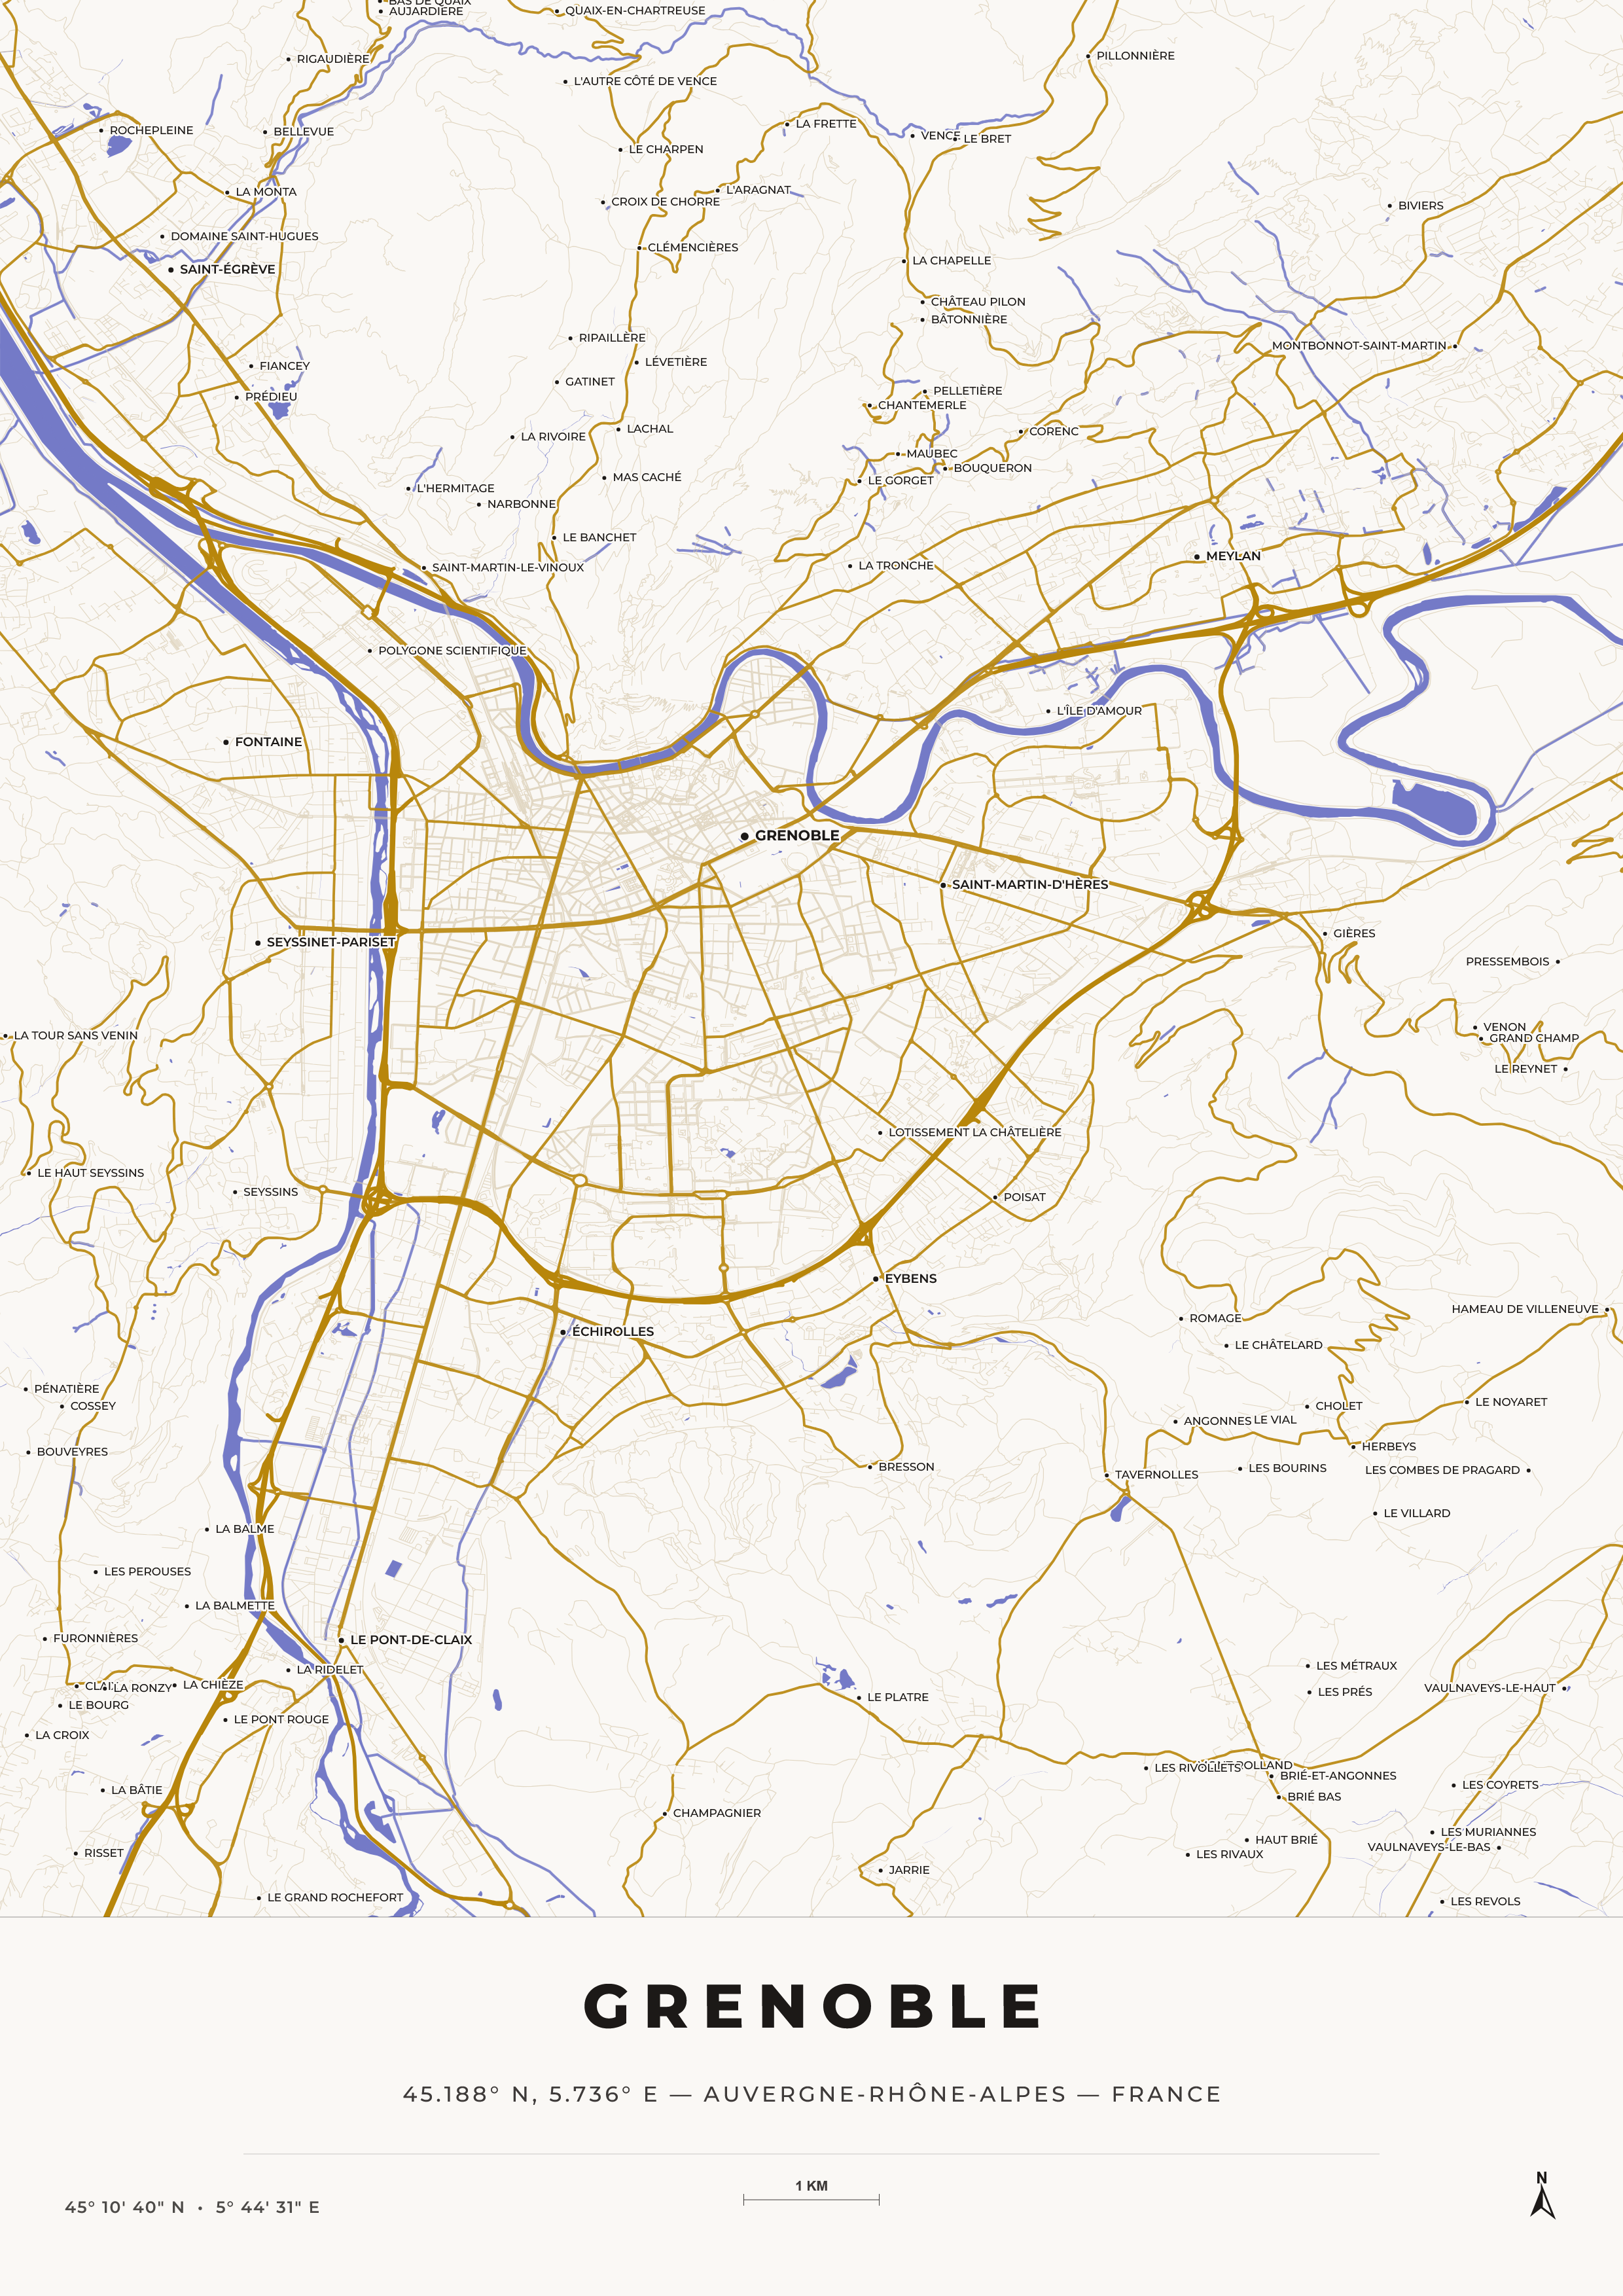 BAS DE QUAIX
AUJARDIÈRE
QUAIX-EN-CHARTREUSE
PILLONNIÈRE
RIGAUDIÈRE
L'AUTRE CÔTÉ DE VENCE
ROCHEPLEINE
BELLEVUE
LA FRETTE
VENCE
LE BRET
LE CHARPEN
LA MONTA
L'ARAGNAT
CROIX DE CHORRE
BIVIERS
DOMAINE SAINT-HUGUES
CLÉMENCIÈRES
SAINT-ÉGRÈVE
LA CHAPELLE
CHÂTEAU PILON
BÂTONNIÈRE
RIPAILLÈRE
MONTBONNOT-SAINT-MARTIN
FIANCEY
LÉVETIÈRE
GATINET
PRÉDIEU
PELLETIÈRE
CHANTEMERLE
LACHAL
LA RIVOIRE
CORENC
MAUBEC
BOUQUERON
MAS CACHÉ
LE GORGET
L'HERMITAGE
NARBONNE
LE BANCHET
MEYLAN
SAINT-MARTIN-LE-VINOUX
LA TRONCHE
POLYGONE SCIENTIFIQUE
L'ÎLE D'AMOUR
FONTAINE
GRENOBLE
SAINT-MARTIN-D'HÈRES
GIÈRES
SEYSSINET-PARISET
PRESSEMBOIS
VENON
LA TOUR SANS VENIN
GRAND CHAMP
LE REYNET
LOTISSEMENT LA CHÂTELIÈRE
LE HAUT SEYSSINS
SEYSSINS
POISAT
EYBENS
HAMEAU DE VILLENEUVE
ROMAGE
ÉCHIROLLES
LE CHÂTELARD
PÉNATIÈRE
LE NOYARET
COSSEY
CHOLET
ANGONNES
LE VIAL
HERBEYS
BOUVEYRES
BRESSON
LES BOURINS
LES COMBES DE PRAGARD
TAVERNOLLES
LE VILLARD
LA BALME
LES PEROUSES
LA BALMETTE
FURONNIÈRES
LE PONT-DE-CLAIX
LES MÉTRAUX
LA RIDELET
LA CHIÈZE
LA RONZY
VAULNAVEYS-LE-HAUT
LES PRÉS
LE PLATRE
LE BOURG
LE PONT ROUGE
LA CROIX
LES RIVOLLETS
BRIÉ-ET-ANGONNES
LES COYRETS
LA BÂTIE
BRIÉ BAS
CHAMPAGNIER
LES MURIANNES
HAUT BRIÉ
VAULNAVEYS-LE-BAS
RISSET
LES RIVAUX
JARRIE
LE GRAND ROCHEFORT
LES REVOLS
GRENOBLE
45.188° N, 5.736° E — AUVERGNE-RHÔNE-ALPES — FRANCE
1 KM
N
45° 10' 40" N • 5° 44' 31" E